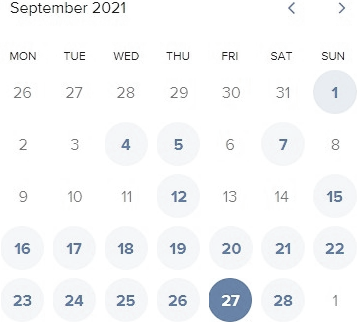 September 2021
MON TUE WED THU FRI SAT SUN
26 27 28 29 30 31 1
2 3 4 5 6 7 8
9 10 11 12 13 14 15
16 17 18 19 20 21 22
23 24 25 26 27 28 1